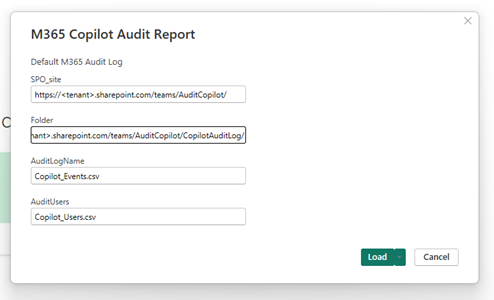 M365 Copilot Audit Report
Default M365 Audit Log
SPO_site
https://<tenant>.sharepoint.com/teams/AuditCopilot/
Folder
nant>.sharepoint.com/teams/AuditCopilot/CopilotAuditLog/
AuditLogName
Copilot_Events.csv
AuditUsers
Copilot_Users.csv
Load
Cancel